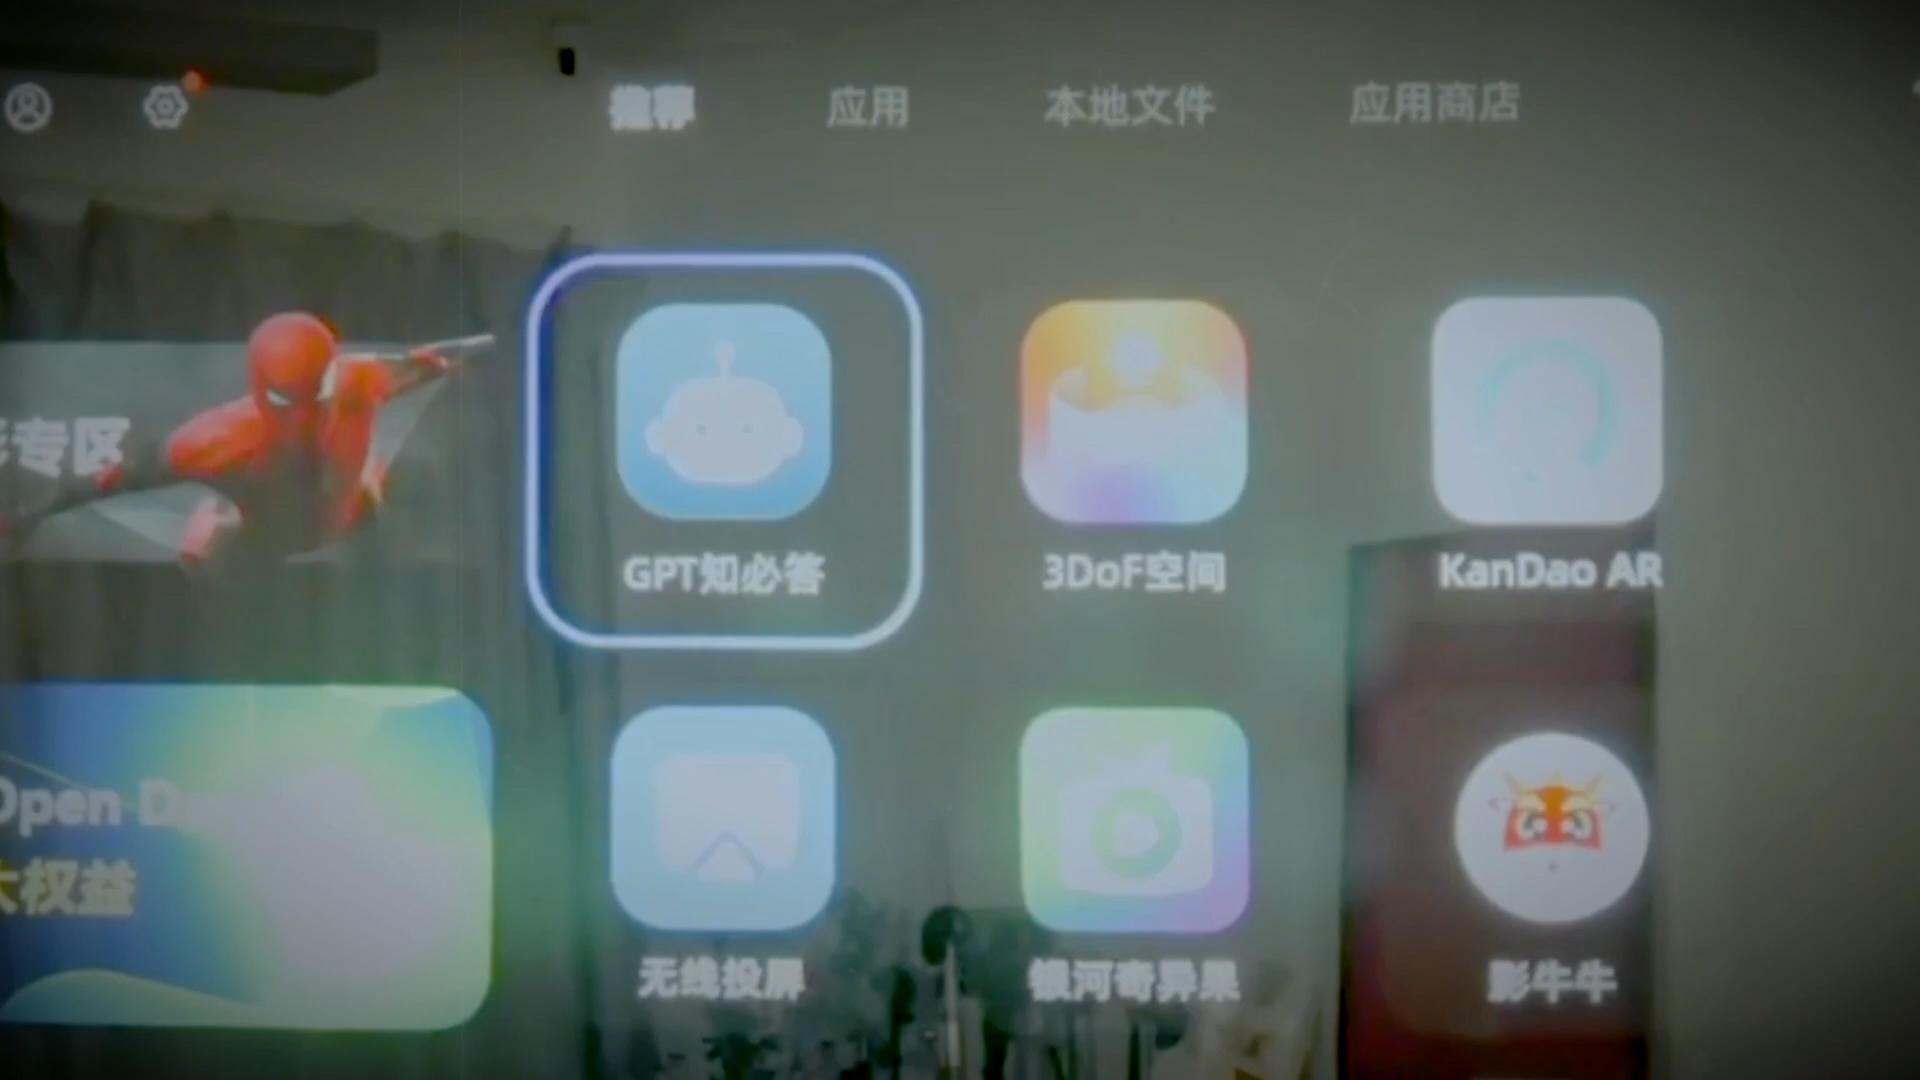 推荐 应用 本地文件 应用商店
专区
GPT知必答 3DoF空间 KanDao AR
Open
权益
无线投屏 银河奇异果 影牛牛